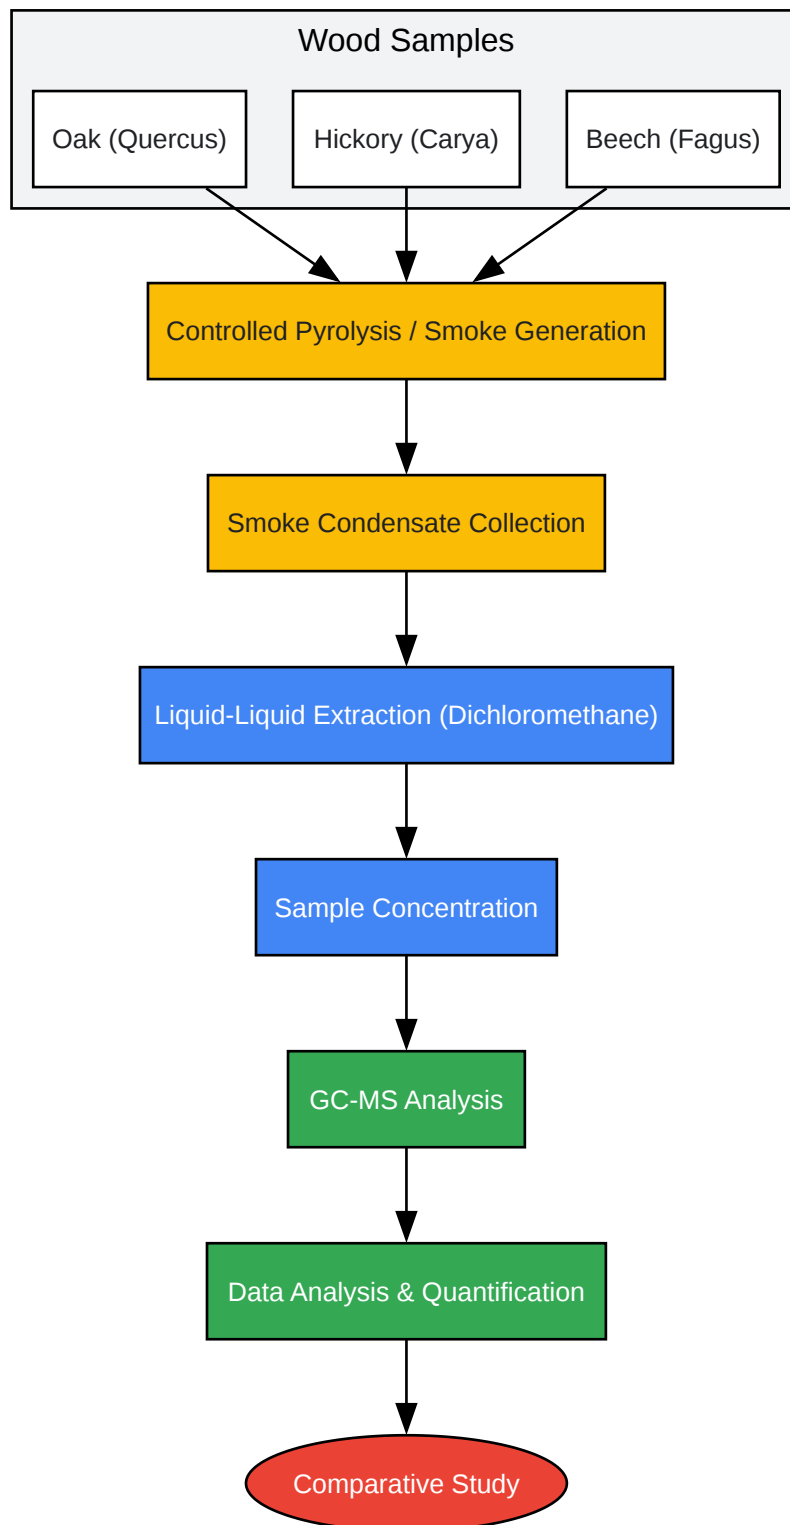 Wood Samples
Oak (Quercus)
Hickory (Carya)
Beech (Fagus)
Controlled Pyrolysis / Smoke Generation
Smoke Condensate Collection
Liquid-Liquid Extraction (Dichloromethane)
Sample Concentration
GC-MS Analysis
Data Analysis & Quantification
Comparative Study